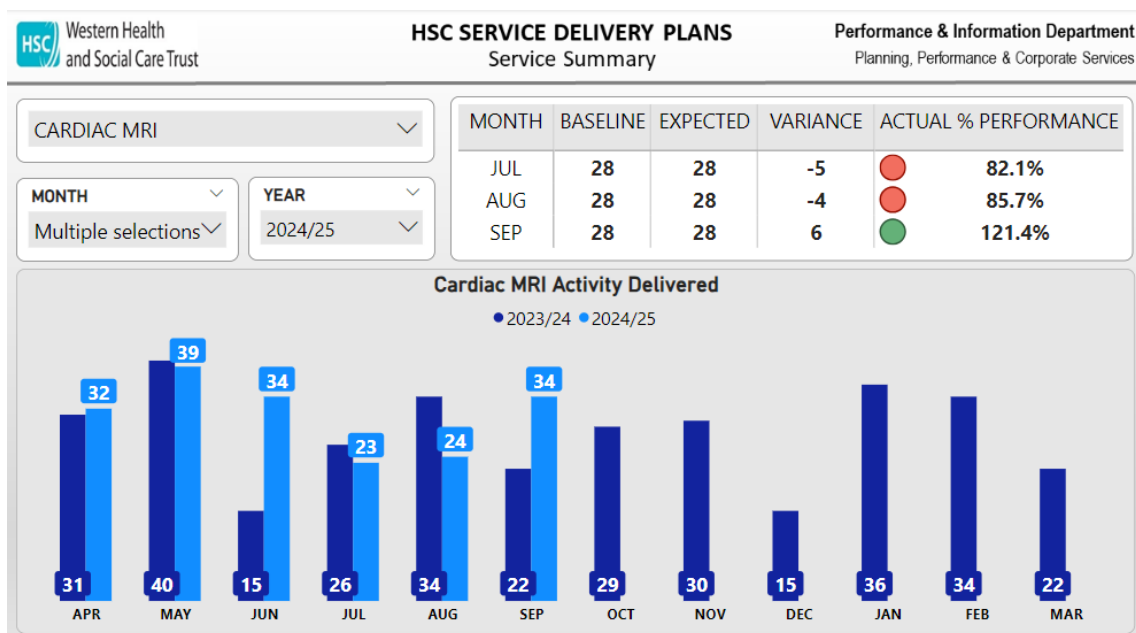 HSC
Western Health
and Social Care Trust
HSC SERVICE DELIVERY PLANS
Service Summary
Performance & Information Department
Planning, Performance & Corporate Services
CARDIAC MRI
MONTH
Multiple selections
YEAR
2024/25
MONTH BASELINE EXPECTED VARIANCE ACTUAL % PERFORMANCE
JUL 28 28 -5 82.1%
AUG 28 28 -4 85.7%
SEP 28 28 6 121.4%
Cardiac MRI Activity Delivered
2023/24 2024/25
32 39 34 23 24 34
31 40 15 26 34 22 29 30 15 36 34 22
APR MAY JUN JUL AUG SEP OCT NOV DEC JAN FEB MAR